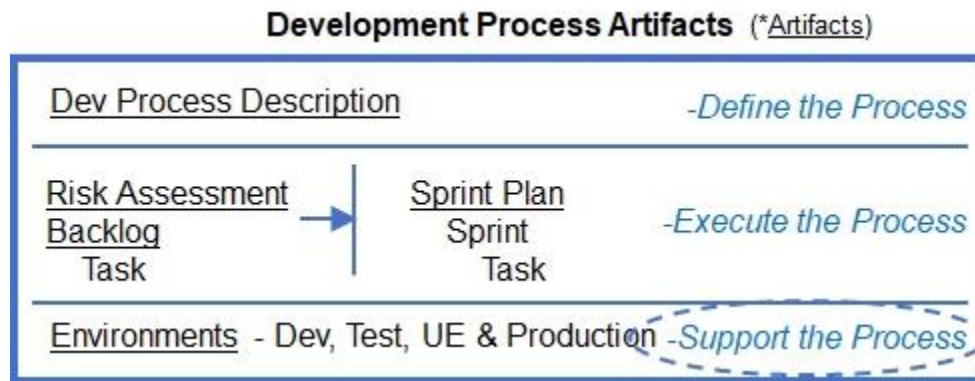 Development Process Artifacts (*Artifacts)
Dev Process Description -Define the Process
Risk Assessment Sprint Plan
Backlog Sprint -Execute the Process
Task Task
Environments - Dev, Test, UE & Production -Support the Process